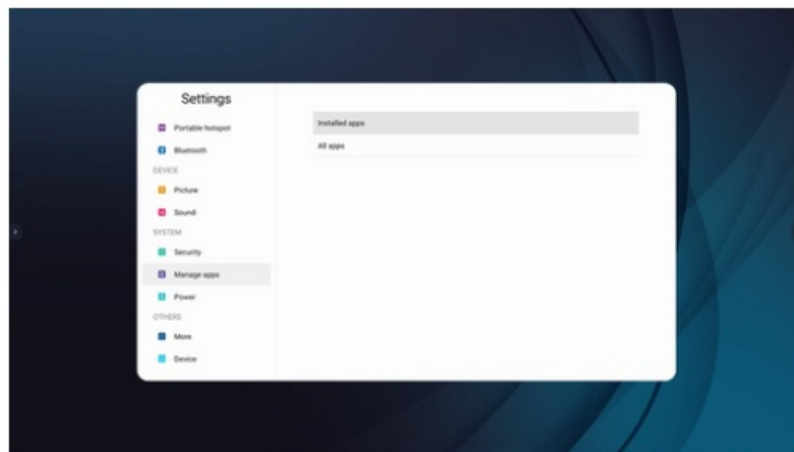 Settings
Portable hotspot
Bluetooth
DEVICE
Picture
Sound
SYSTEM
Security
Manage apps
Power
OTHERS
More
Device
Installed apps
All apps